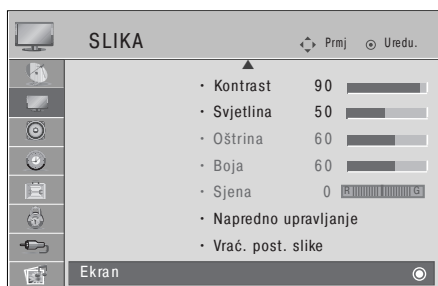 SLIKA Prmj Uredu.
• Kontrast 90
• Svjetlina 50
• Oštrina 60
• Boja 60
• Sjena 0 R G
• Napredno upravljanje
• Vrać. post. slike
Ekran